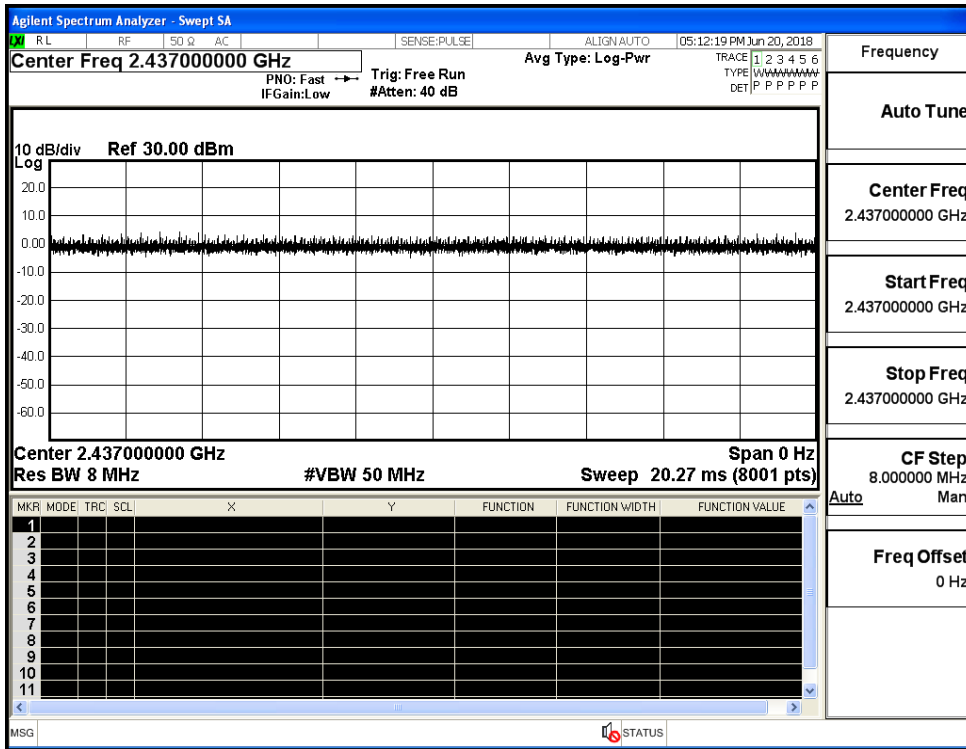 Agilent Spectrum Analyzer - Swept SA
LXI RL RF 50 Ω AC SENSE:PULSE ALIGN AUTO 05:12:19 PM Jun 20, 2018
Center Freq 2.437000000 GHz
PNO: Fast
IFGain:Low
Trig: Free Run
#Atten: 40 dB
Avg Type: Log-Pwr
TRACE 1 2 3 4 5 6
TYPE WWWWWWW
DET P P P P P P
10 dB/div Ref 30.00 dBm
Log
20.0
10.0
0.00
-10.0
-20.0
-30.0
-40.0
-50.0
-60.0
Center 2.437000000 GHz Span 0 Hz
Res BW 8 MHz #VBW 50 MHz Sweep 20.27 ms (8001 pts)
MKR MODE TRC SCL X Y FUNCTION FUNCTION WIDTH FUNCTION VALUE
1
2
3
4
5
6
7
8
9
10
11
MSG STATUS
Frequency
Auto Tune
Center Freq
2.437000000 GHz
Start Freq
2.437000000 GHz
Stop Freq
2.437000000 GHz
CF Step
8.000000 MHz
Auto Man
Freq Offset
0 Hz